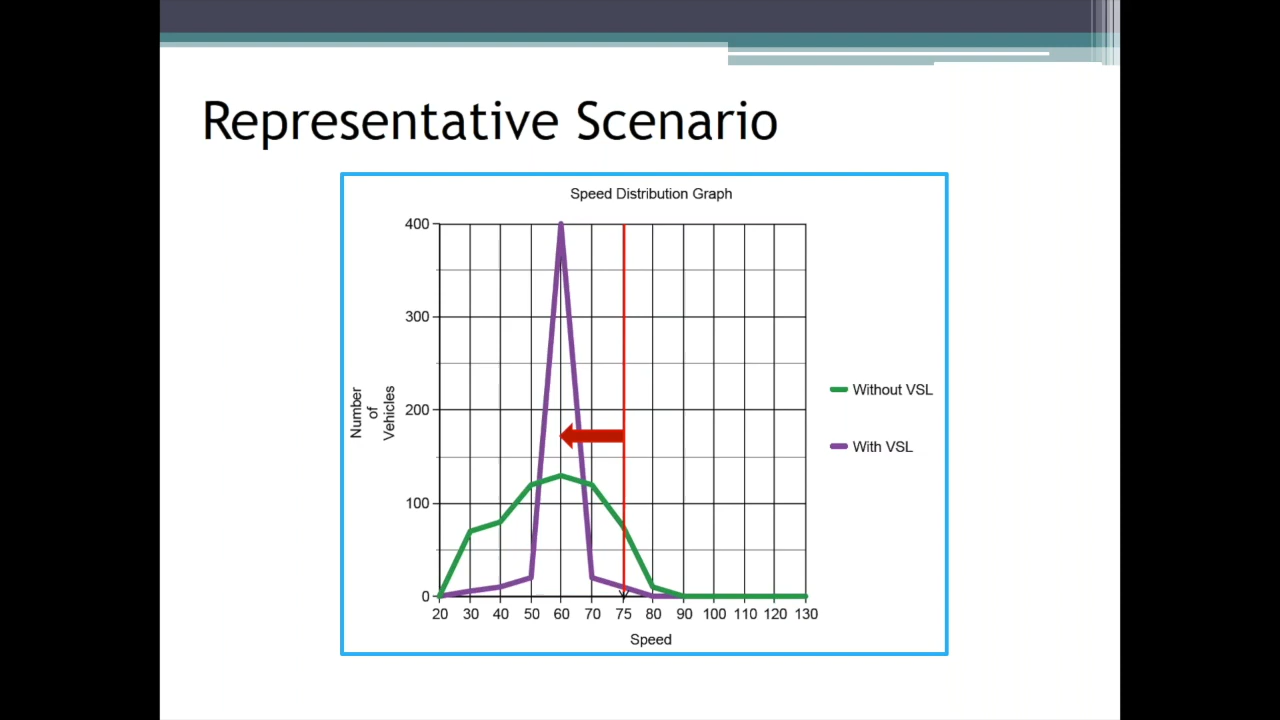 Representative Scenario
Speed Distribution Graph
400
300
200
100
0
Number
of
Vehicles
20 30 40 50 60 70 75 80 90 100 110 120 130
Speed
Without VSL
With VSL